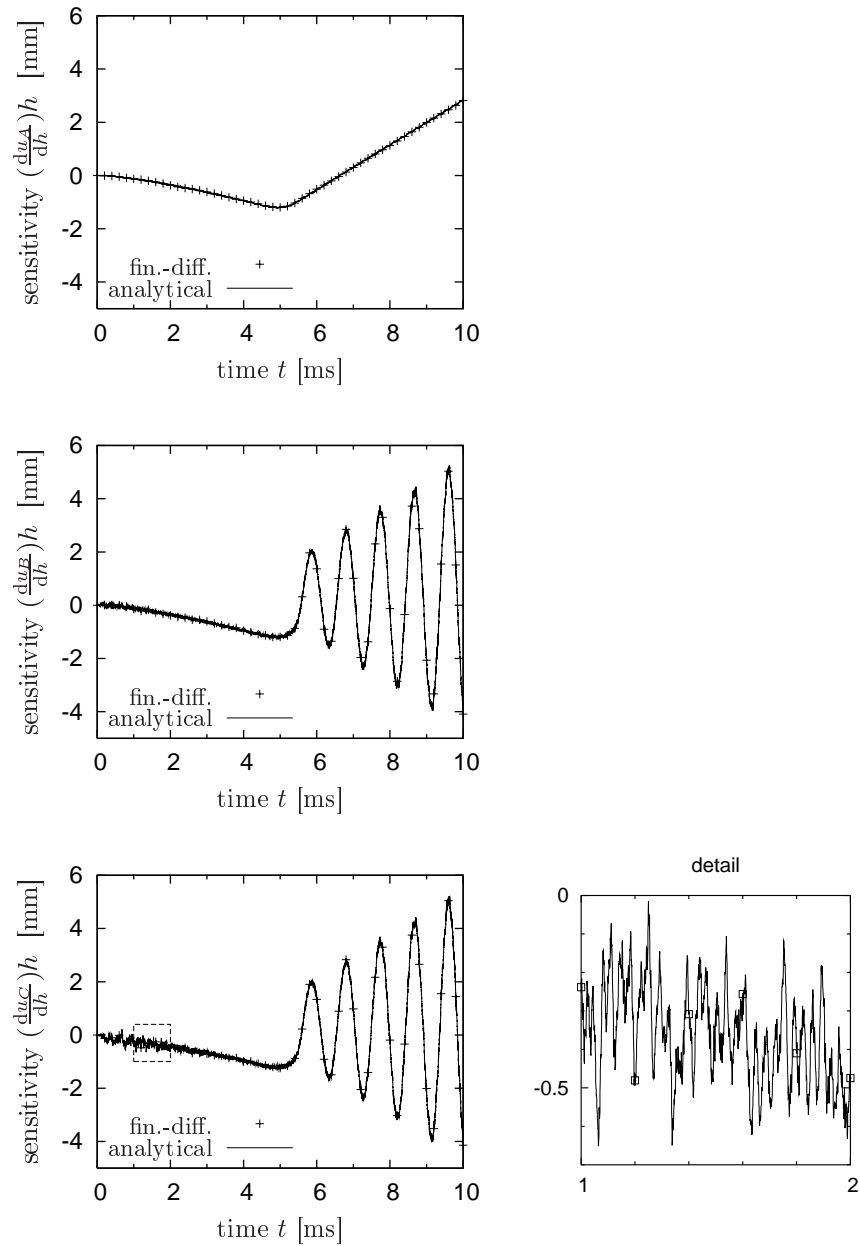 6
4
2
0
-2
-4
sensitivity (du_A/dh)h [mm]
fin.-diff.
analytical
0 2 4 6 8 10
time t [ms]
6
4
2
0
-2
-4
sensitivity (du_B/dh)h [mm]
fin.-diff.
analytical
0 2 4 6 8 10
time t [ms]
6
4
2
0
-2
-4
sensitivity (du_C/dh)h [mm]
fin.-diff.
analytical
0 2 4 6 8 10
time t [ms]
detail
0
-0.5
1 2